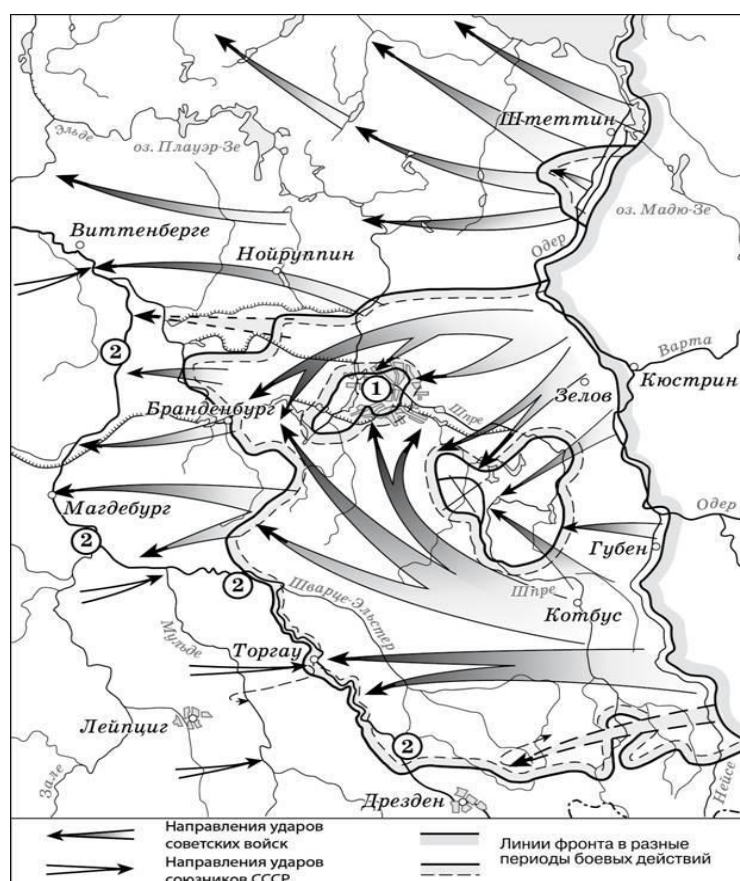 Штеттин
Эльде
оз. Плауэр-Зе
оз. Мадю-Зе
Виттенберге
Нойруппин
Одер
2
Варта
1
Кюстрин
Зелов
Бранденбург
Шпре
Магдебург
Одер
2
Губен
2
Шварце-Эльстер
Шпре
Котбус
Мульде
Торгау
Лейпциг
2
Зале
Дрезден
Нейсе
Направления ударов
советских войск
Направления ударов
союзников СССР
Линии фронта в разные
периоды боевых действий